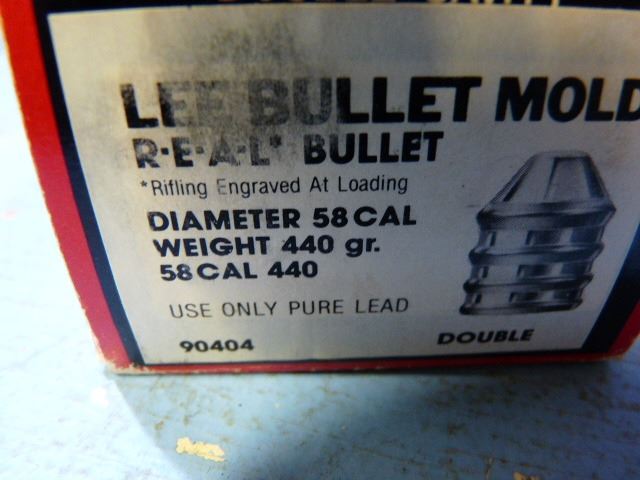 LEE BULLET MOLD
R·E·A·L* BULLET
*Rifling Engraved At Loading
DIAMETER 58 CAL
WEIGHT 440 gr.
58 CAL 440
USE ONLY PURE LEAD
90404
DOUBLE